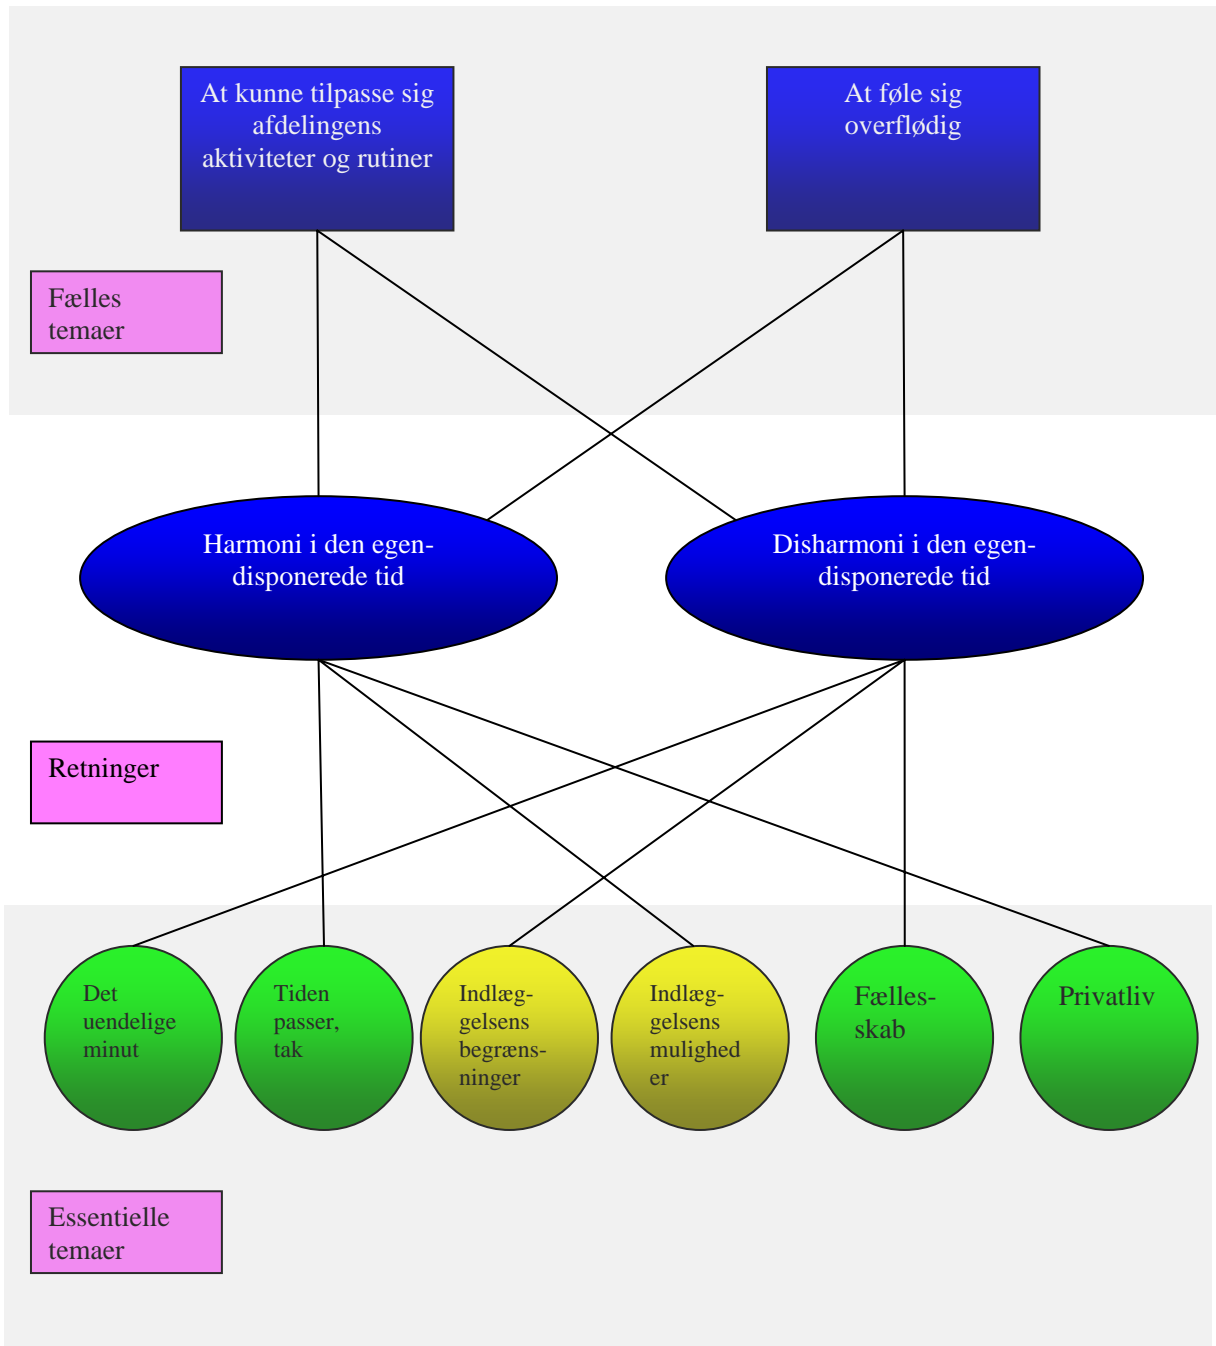 At kunne tilpasse sig
afdelingens
aktiviteter og rutiner
At føle sig
overflødig
Fælles
temaer
Harmoni i den egen-
disponerede tid
Disharmoni i den egen-
disponerede tid
Retninger
Det
uendelige
minut
Tiden
passer,
tak
Indlæg-
gelsens
begræns-
ninger
Indlæg-
gelsens
mulighed
er
Fælles-
skab
Privatliv
Essentielle
temaer